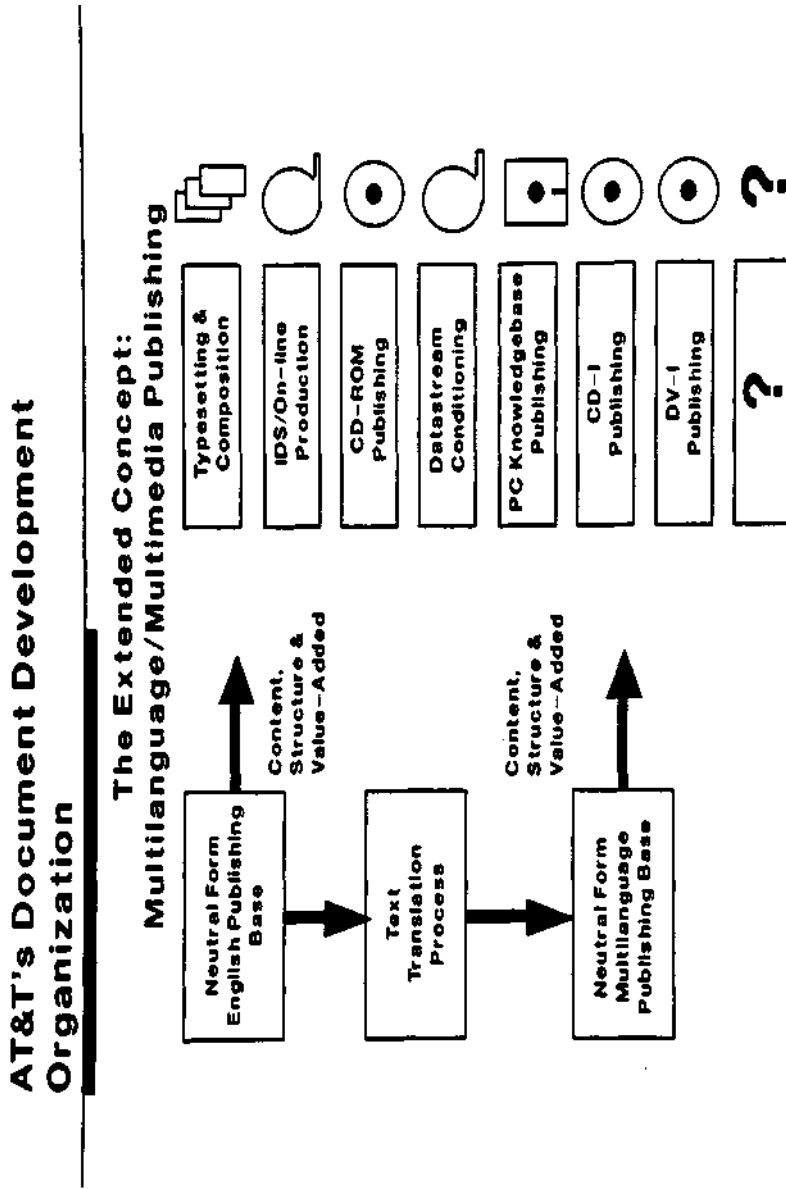 AT&T's Document Development
Organization
The Extended Concept:
Multilanguage/Multimedia Publishing
Neutral Form
English Publishing
Base
Content,
Structure &
Value-Added
Text
Translation
Process
Content,
Structure &
Value-Added
Neutral Form
Multilanguage
Publishing Base
Typesetting &
Composition
IDS/On-line
Production
CD-ROM
Publishing
Datastream
Conditioning
PC Knowledgebase
Publishing
CD-I
Publishing
DV-I
Publishing
?
?